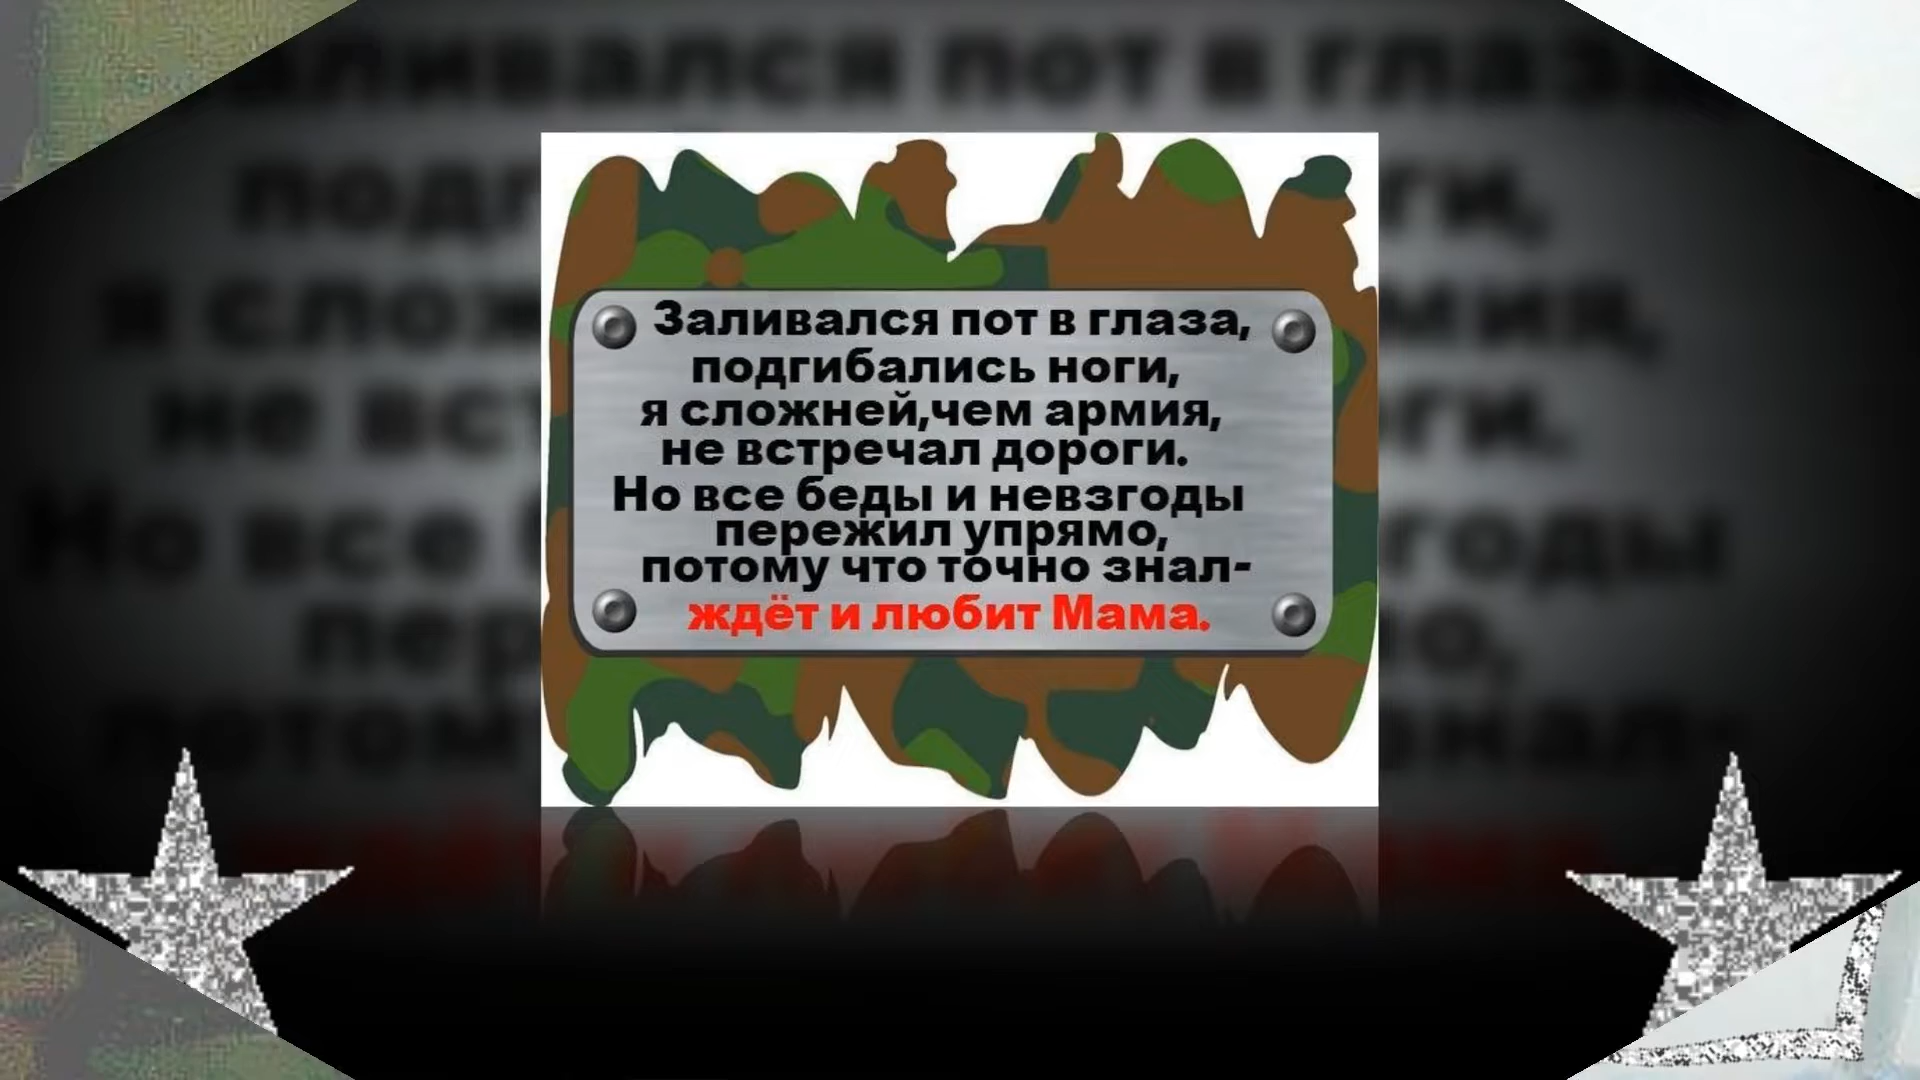 Заливался пот в глаза,
подгибались ноги,
я сложней,чем армия,
не встречал дороги.
Но все беды и невзгоды
пережил упрямо,
потому что точно знал-
ждёт и любит Мама.